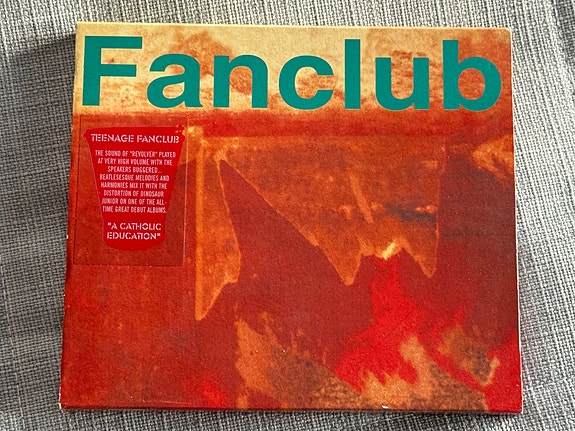 Fanclub
TEENAGE FANCLUB
THE SOUND OF "REVOLVER" PLAYED
AT VERY HIGH VOLUME WITH THE
SPEAKERS BUGGERED...
BEATLESESQUE MELODIES AND
HARMONIES MIX IT WITH THE
DISTORTION OF DINOSAUR
JUNIOR ON ONE OF THE ALL-
TIME GREAT DEBUT ALBUMS.
"A CATHOLIC
EDUCATION"